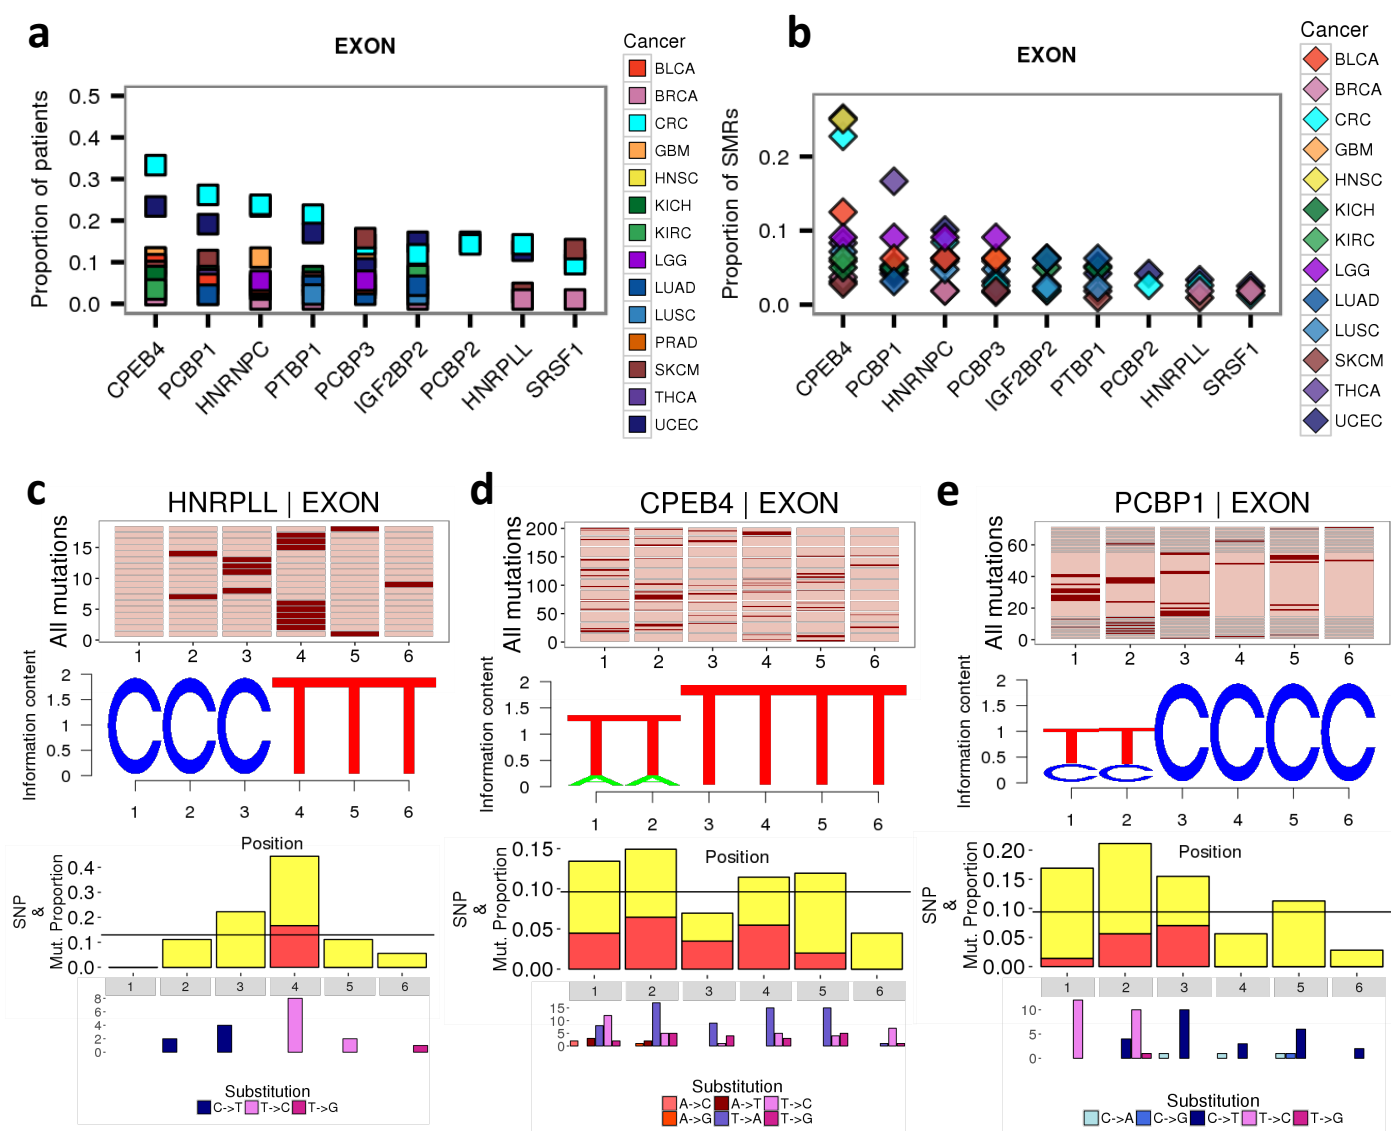 a
EXON
Proportion of patients
0.5
0.4
0.3
0.2
0.1
0.0
CPEB4
PCBP1
HNRNPC
PTBP1
PCBP3
IGF2BP2
PCBP2
HNRPLL
SRSF1
Cancer
BLCA
BRCA
CRC
GBM
HNSC
KICH
KIRC
LGG
LUAD
LUSC
PRAD
SKCM
THCA
UCEC
b
EXON
Proportion of SMRs
0.2
0.1
0.0
CPEB4
PCBP1
HNRNPC
PCBP3
IGF2BP2
PTBP1
PCBP2
HNRPLL
SRSF1
Cancer
BLCA
BRCA
CRC
GBM
HNSC
KICH
KIRC
LGG
LUAD
LUSC
SKCM
THCA
UCEC
c
HNRPLL | EXON
All mutations
15
10
5
0
1 2 3 4 5 6
Information content
2
1.5
1
0.5
0
CCCTTT
1 2 3 4 5 6
Position
SNP
&
Mut. Proportion
0.4
0.3
0.2
0.1
0.0
1 2 3 4 5 6
8
6
4
2
0
Substitution
C->T T->C T->G
d
CPEB4 | EXON
All mutations
200
150
100
50
0
1 2 3 4 5 6
Information content
2
1.5
1
0.5
0
TTTTTT
AA
1 2 3 4 5 6
Position
SNP
&
Mut. Proportion
0.15
0.10
0.05
0.00
1 2 3 4 5 6
15
10
5
0
Substitution
A->C A->T T->C
A->G T->A T->G
e
PCBP1 | EXON
All mutations
60
40
20
0
1 2 3 4 5 6
Information content
2
1.5
1
0.5
0
TTCCCC
CC
1 2 3 4 5 6
Position
SNP
&
Mut. Proportion
0.20
0.15
0.10
0.05
0.00
1 2 3 4 5 6
10
5
0
Substitution
C->A C->G C->T T->C T->G